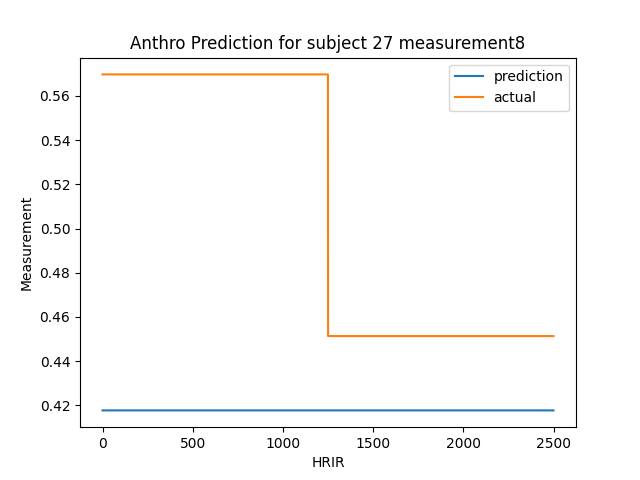 Anthro Prediction for subject 27 measurement8
prediction
actual
Measurement
0.56
0.54
0.52
0.50
0.48
0.46
0.44
0.42
0 500 1000 1500 2000 2500
HRIR